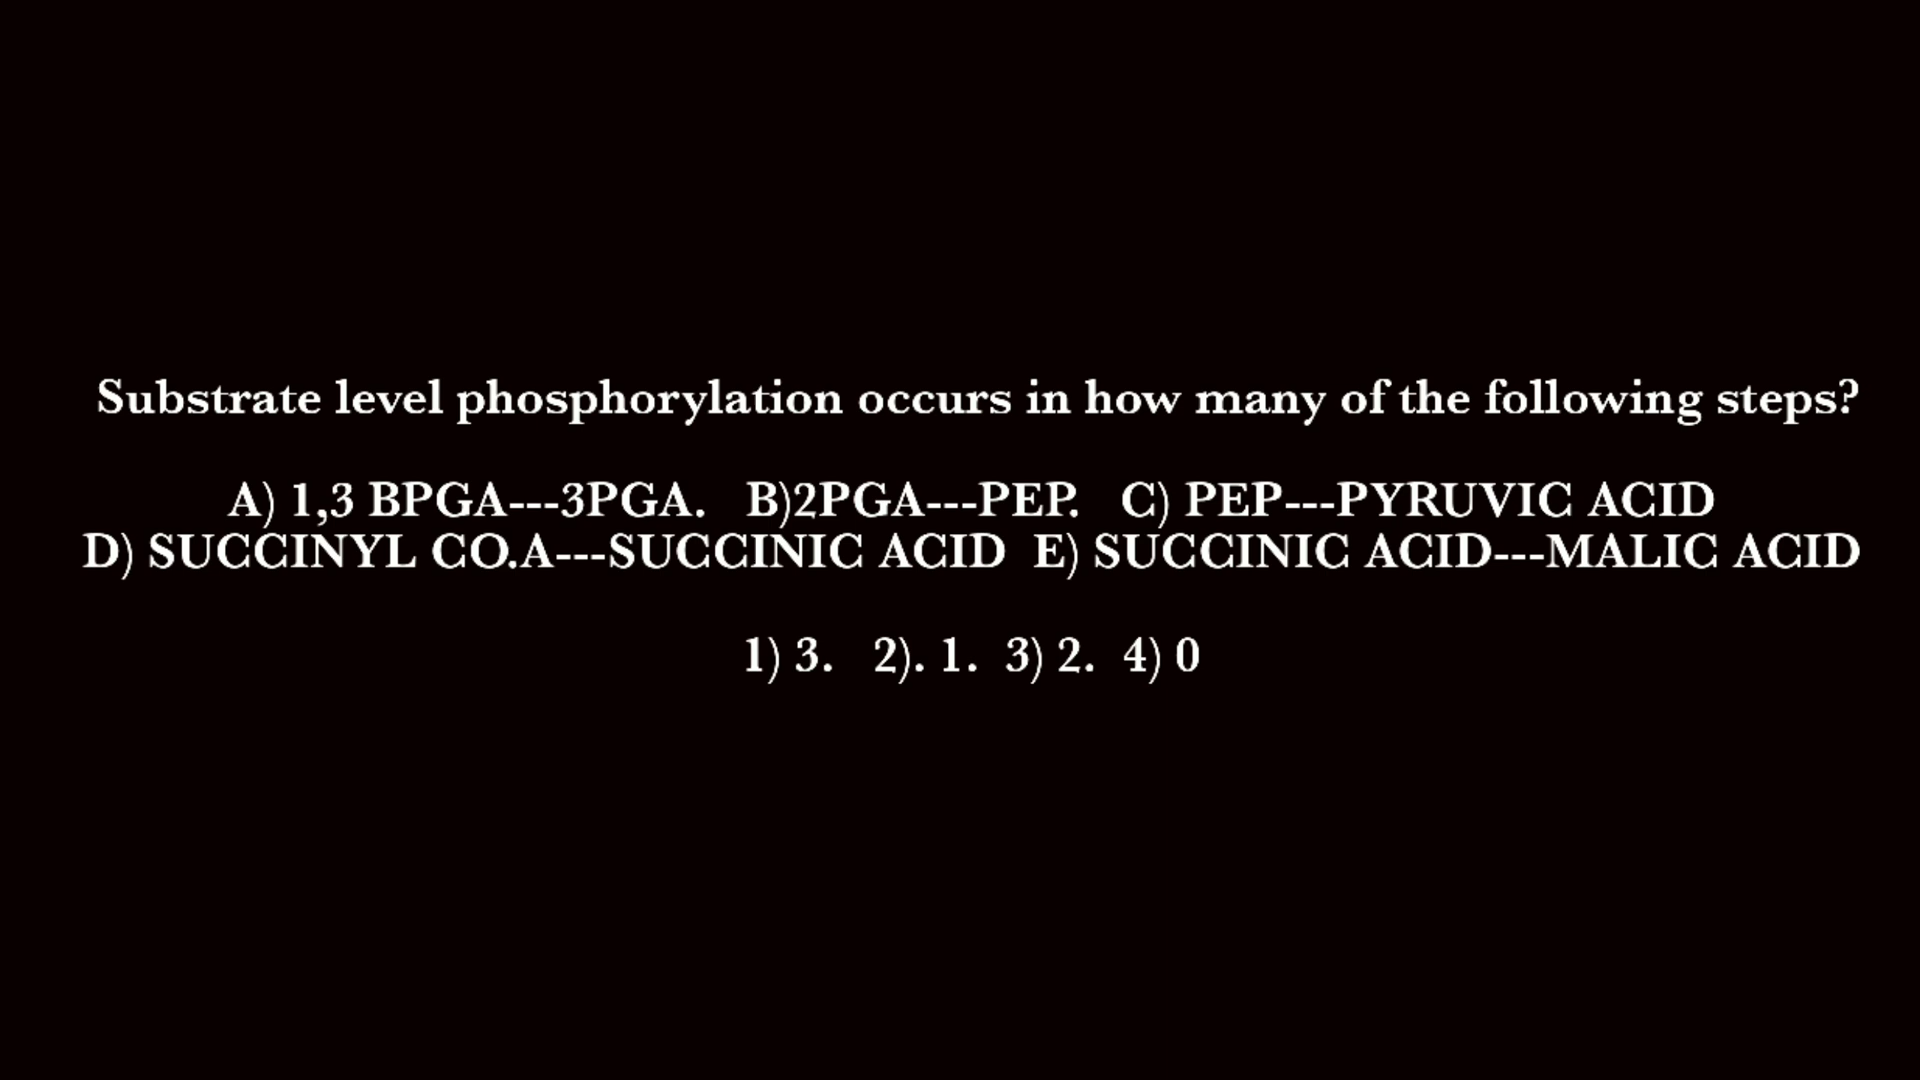 Substrate level phosphorylation occurs in how many of the following steps?
A) 1,3 BPGA---3PGA. B)2PGA---PEP. C) PEP---PYRUVIC ACID
D) SUCCINYL CO.A---SUCCINIC ACID E) SUCCINIC ACID---MALIC ACID
1) 3. 2). 1. 3) 2. 4) 0